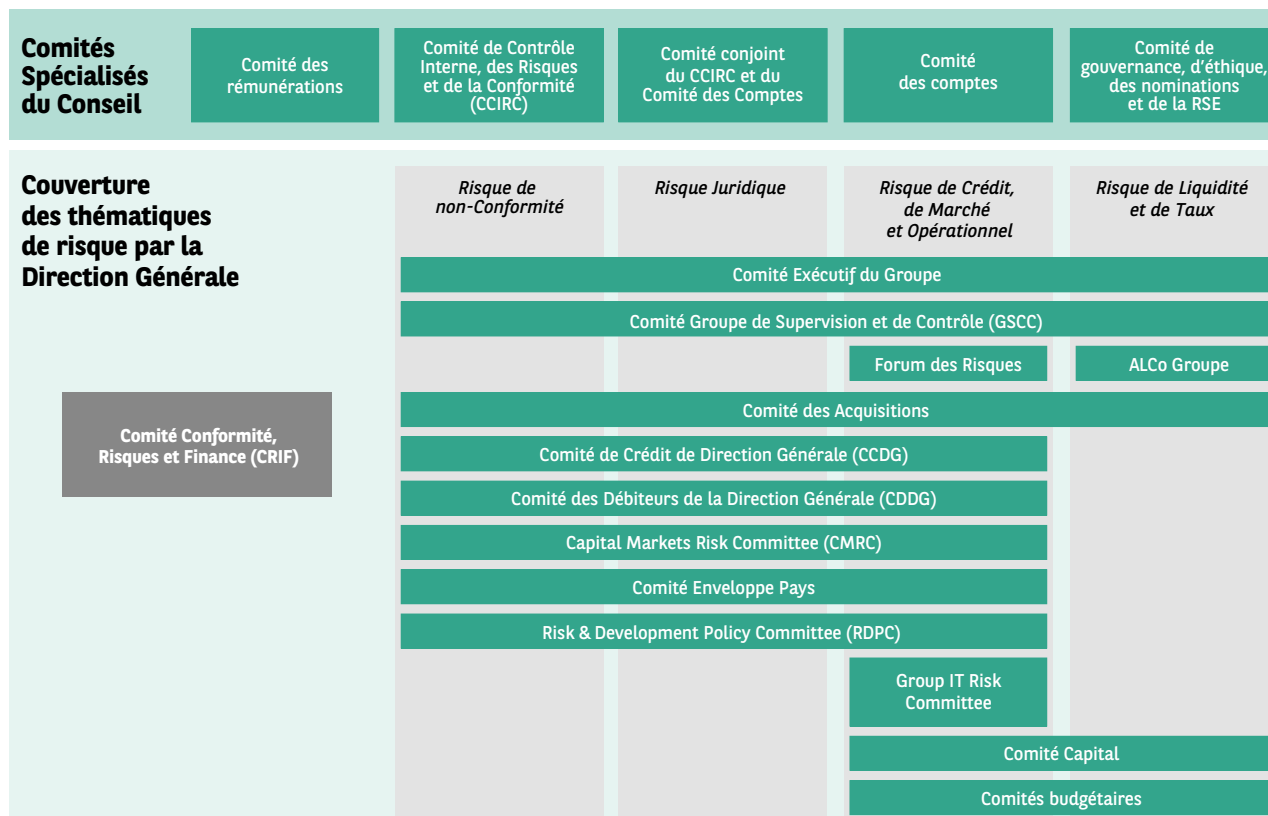 Comités
Spécialisés
du Conseil
Comité des
rémunérations
Comité de Contrôle
Interne, des Risques
et de la Conformité
(CCIRC)
Comité conjoint
du CCIRC et du
Comité des Comptes
Comité
des comptes
Comité de
gouvernance, d'éthique,
des nominations
et de la RSE
Couverture
des thématiques
de risque par la
Direction Générale
Risque de
non-Conformité
Risque Juridique
Risque de Crédit,
de Marché
et Opérationnel
Risque de Liquidité
et de Taux
Comité Exécutif du Groupe
Comité Groupe de Supervision et de Contrôle (GSCC)
Forum des Risques
ALCo Groupe
Comité des Acquisitions
Comité Conformité,
Risques et Finance (CRIF)
Comité de Crédit de Direction Générale (CCDG)
Comité des Débiteurs de la Direction Générale (CDDG)
Capital Markets Risk Committee (CMRC)
Comité Enveloppe Pays
Risk & Development Policy Committee (RDPC)
Group IT Risk
Committee
Comité Capital
Comités budgétaires